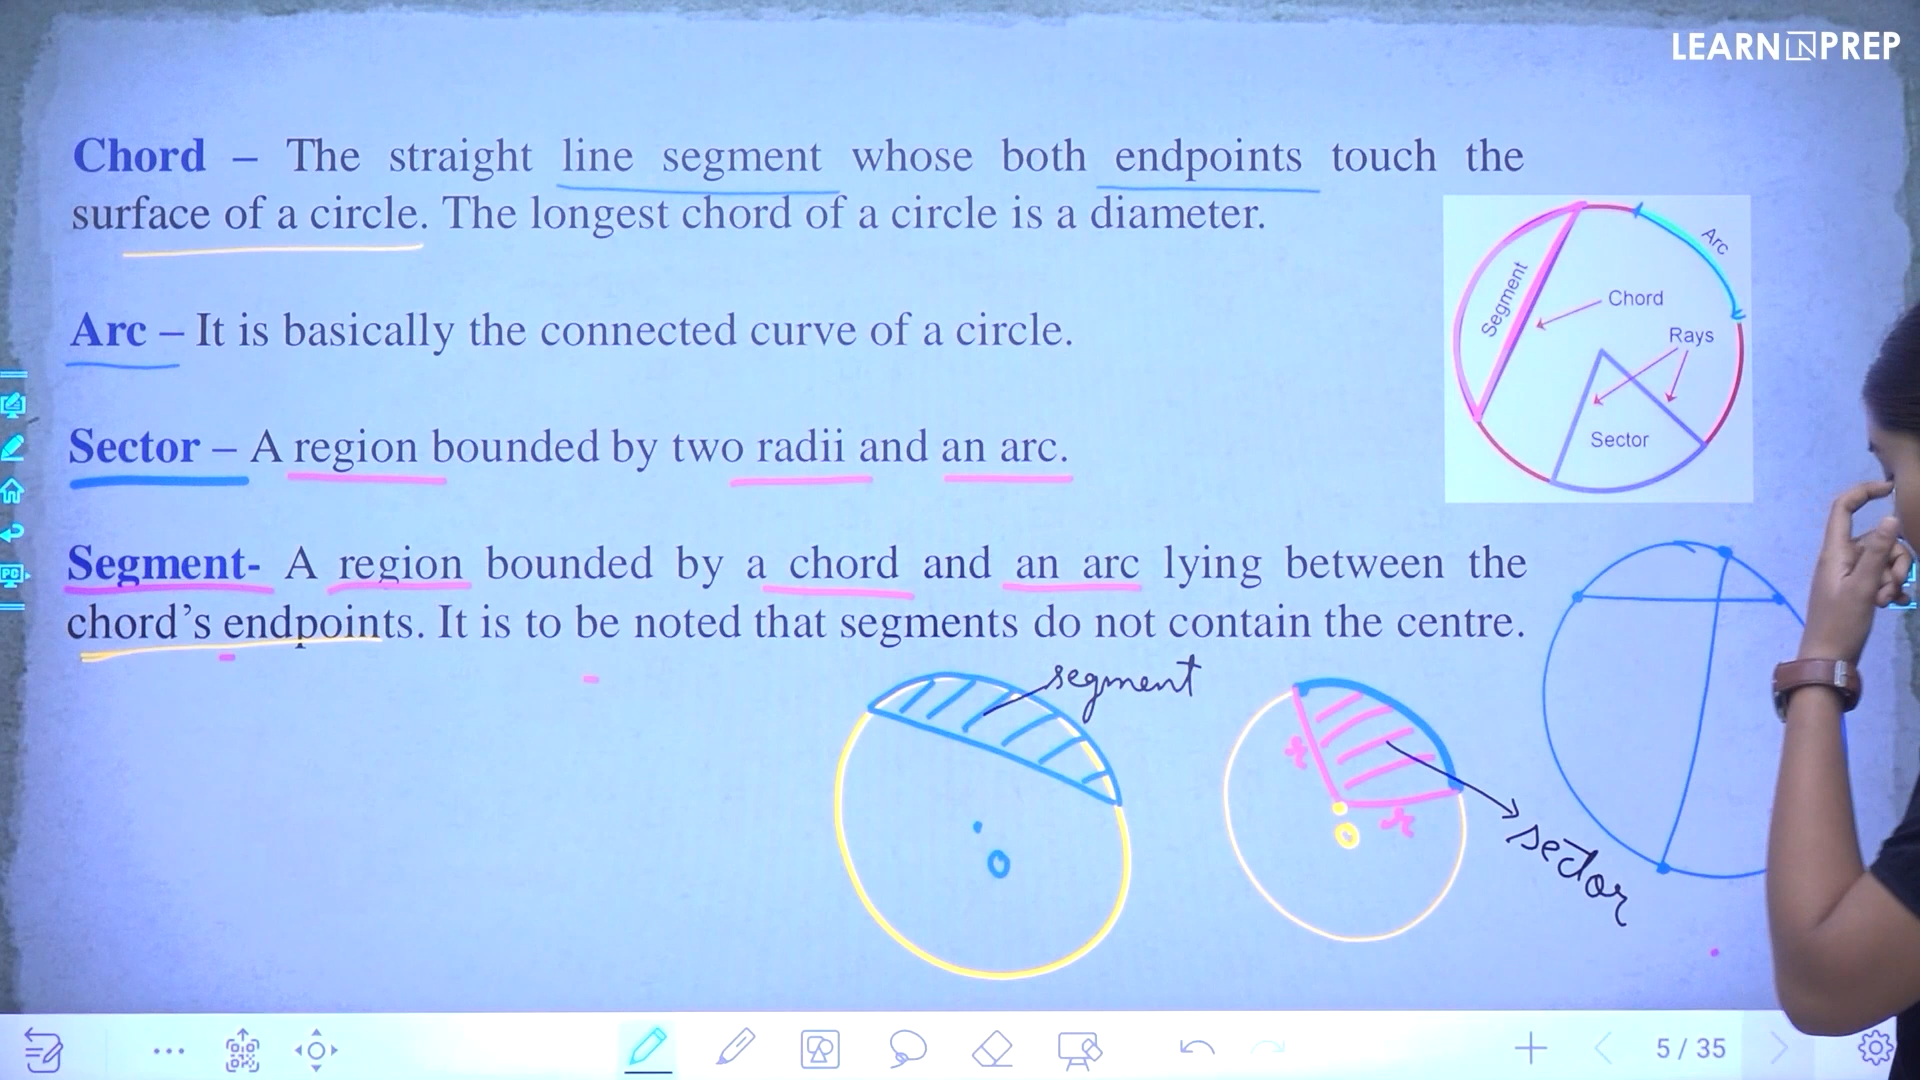 LEARN IN PREP
Chord – The straight line segment whose both endpoints touch the
surface of a circle. The longest chord of a circle is a diameter.
Arc – It is basically the connected curve of a circle.
Sector – A region bounded by two radii and an arc.
Segment- A region bounded by a chord and an arc lying between the
chord’s endpoints. It is to be noted that segments do not contain the centre.
Arc
Segment
Chord
Rays
Sector
segment
O
r
r
O
sector
PC
5 / 35